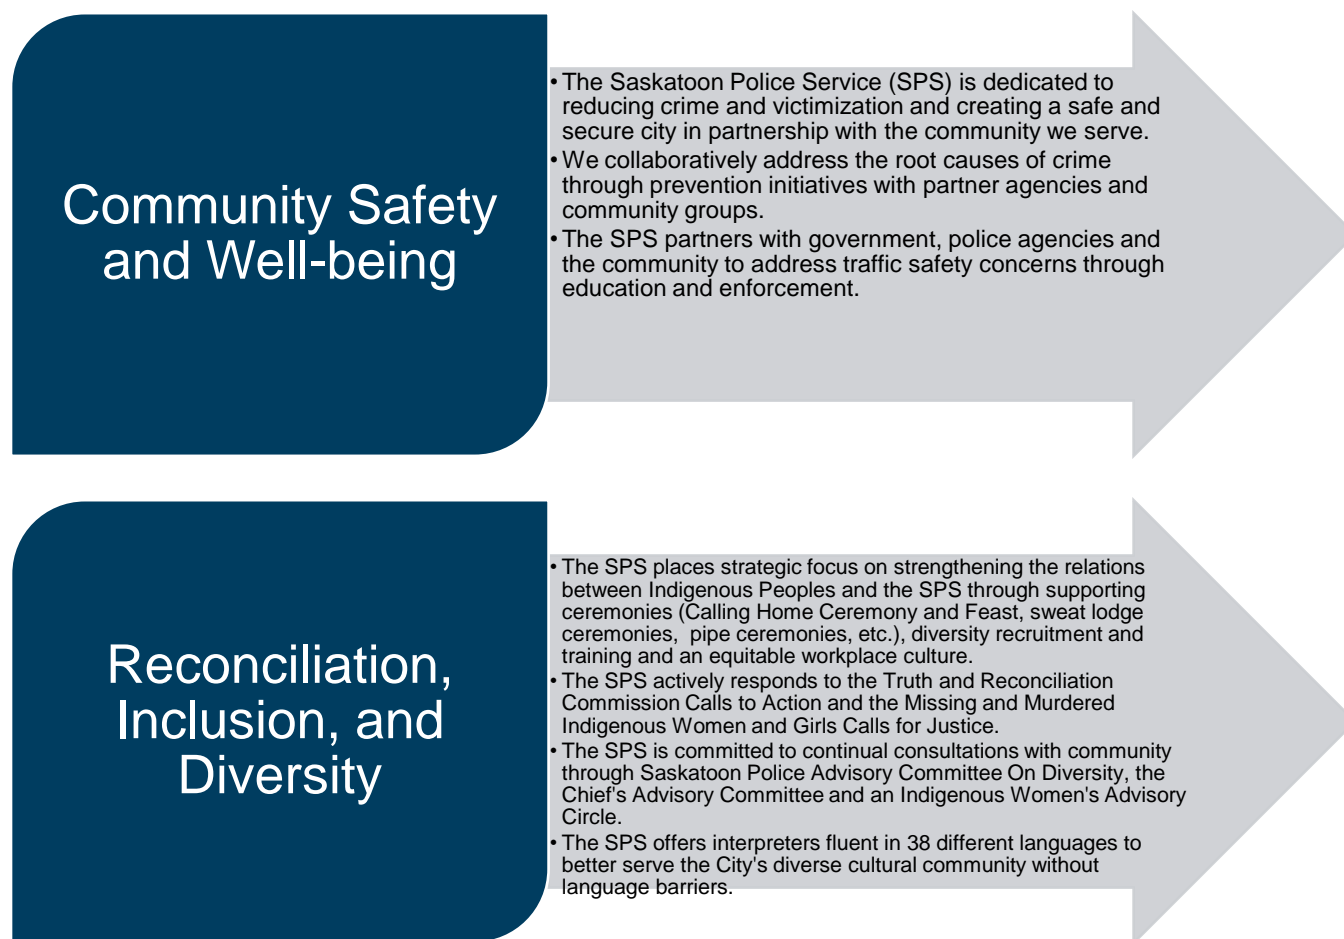 Community Safety
and Well-being
• The Saskatoon Police Service (SPS) is dedicated to
reducing crime and victimization and creating a safe and
secure city in partnership with the community we serve.
• We collaboratively address the root causes of crime
through prevention initiatives with partner agencies and
community groups.
• The SPS partners with government, police agencies and
the community to address traffic safety concerns through
education and enforcement.
Reconciliation,
Inclusion, and
Diversity
• The SPS places strategic focus on strengthening the relations
between Indigenous Peoples and the SPS through supporting
ceremonies (Calling Home Ceremony and Feast, sweat lodge
ceremonies,  pipe ceremonies, etc.), diversity recruitment and
training and an equitable workplace culture.
• The SPS actively responds to the Truth and Reconciliation
Commission Calls to Action and the Missing and Murdered
Indigenous Women and Girls Calls for Justice.
• The SPS is committed to continual consultations with community
through Saskatoon Police Advisory Committee On Diversity, the
Chief's Advisory Committee and an Indigenous Women's Advisory
Circle.
• The SPS offers interpreters fluent in 38 different languages to
better serve the City's diverse cultural community without
language barriers.